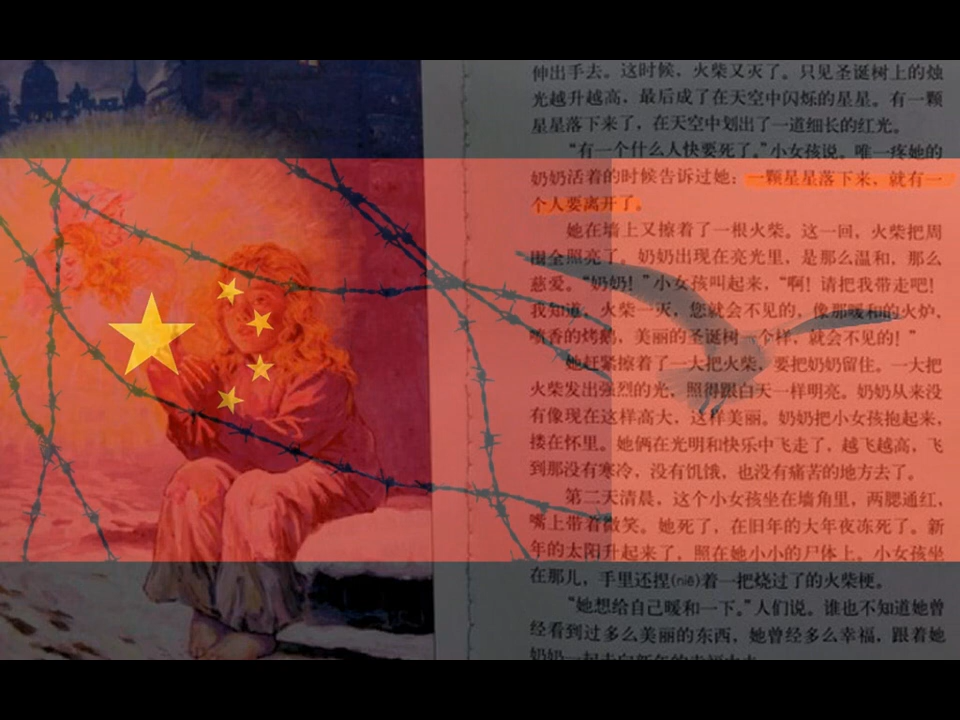 伸出手去。这时候，火柴又灭了。只见圣诞树上的烛
光越升越高，最后成了在天空中闪烁的星星。有一颗
星星落下来了，在天空中划出了一道细长的红光。
“有一个什么人快要死了。”小女孩说。唯一疼她的
奶奶活着的时候告诉过她：一颗星星落下来，就有一
个人要离开了。
她在墙上又擦着了一根火柴。这一回，火柴把周
围全照亮了。奶奶出现在亮光里，是那么温和，那么
慈爱。“奶奶！”小女孩叫起来，“啊！请把我带走吧！
我知道，火柴一灭，您就会不见的，像那暖和的火炉，
喷香的烤鹅，美丽的圣诞树一个样，就会不见的！”
她赶紧擦着了一大把火柴，要把奶奶留住。一大把
火柴发出强烈的光，照得跟白天一样明亮。奶奶从来没
有像现在这样高大，这样美丽。奶奶把小女孩抱起来，
搂在怀里。她俩在光明和快乐中飞走了，越飞越高，飞
到那没有寒冷，没有饥饿，也没有痛苦的地方去了。
第二天清晨，这个小女孩坐在墙角里，两腮通红，
嘴上带着微笑。她死了，在旧年的大年夜冻死了。新
年的太阳升起来了，照在她小小的尸体上。小女孩坐
在那儿，手里还捏(niē)着一把烧过了的火柴梗。
“她想给自己暖和一下。”人们说。谁也不知道她曾
经看到过多么美丽的东西，她曾经多么幸福，跟着她
奶奶一起走向新年的幸福中去